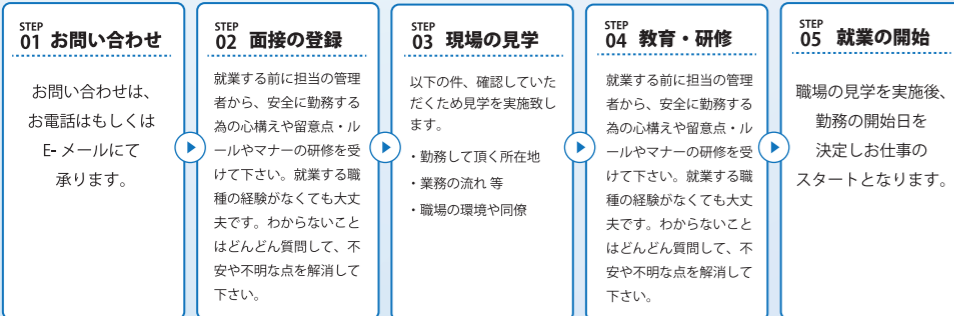 STEP
01 お問い合わせ
お問い合わせは、
お電話はもしくは
E-メールにて
承ります。
STEP
02 面接の登録
就業する前に担当の管理
者から、安全に勤務する
為の心構えや留意点・ル
ールやマナーの研修を受
けて下さい。就業する職
種の経験がなくても大丈
夫です。わからないこと
はどんどん質問して、不
安や不明な点を解消して
下さい。
STEP
03 現場の見学
以下の件、確認していた
だくため見学を実施致し
ます。
・勤務して頂く所在地
・業務の流れ 等
・職場の環境や同僚
STEP
04 教育・研修
就業する前に担当の管理
者から、安全に勤務する
為の心構えや留意点・ル
ールやマナーの研修を受
けて下さい。就業する職
種の経験がなくても大丈
夫です。わからないこと
はどんどん質問して、不
安や不明な点を解消して
下さい。
STEP
05 就業の開始
職場の見学を実施後、
勤務の開始日を
決定しお仕事の
スタートとなります。